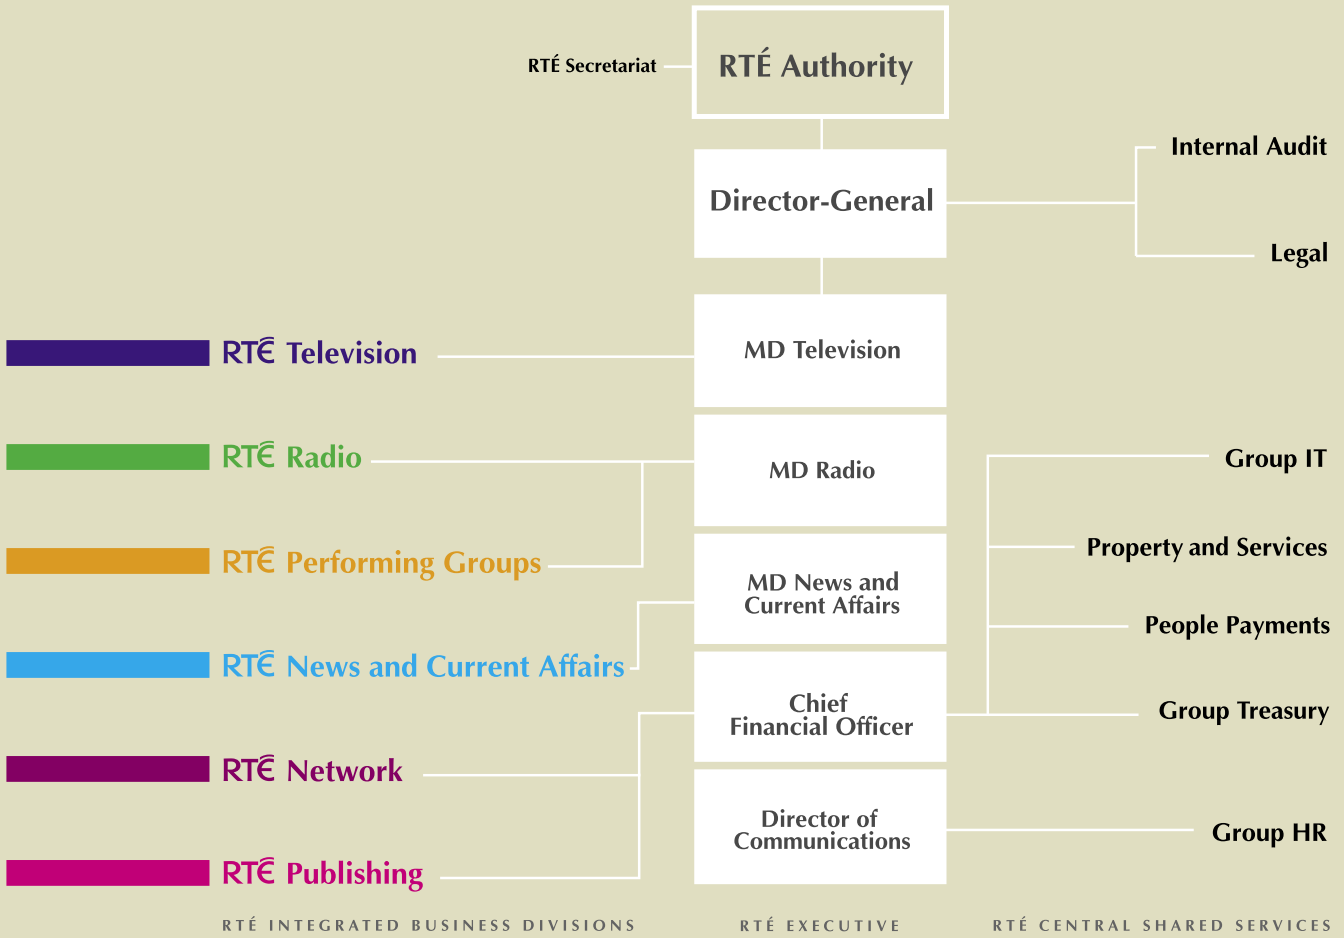 RTÉ Secretariat
RTÉ Authority
Internal Audit
Director-General
Legal
RTÉ Television
MD Television
RTÉ Radio
MD Radio
Group IT
RTÉ Performing Groups
Property and Services
MD News and
Current Affairs
People Payments
RTÉ News and Current Affairs
Chief
Financial Officer
Group Treasury
RTÉ Network
Director of
Communications
Group HR
RTÉ Publishing
RTÉ INTEGRATED BUSINESS DIVISIONS
RTÉ EXECUTIVE
RTÉ CENTRAL SHARED SERVICES